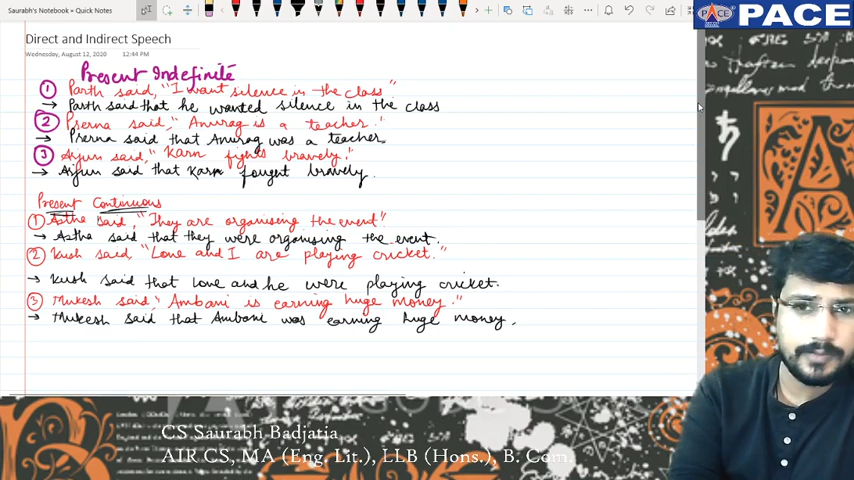 Saurabh's Notebook » Quick Notes
PACE
PACE
Direct and Indirect Speech
Wednesday, August 12, 2020 12:44 PM
Present Indefinite
1 Parth said, "I want silence in the class"
→ Parth said that he wanted silence in the class
2 Prerna said, "Anurag is a teacher."
→ Prerna said that Anurag was a teacher.
3 Arjun said, "Karn fights bravely."
→ Arjun said that Karn fought bravely.
Present Continuous
1 Astha said, "They are organising the event"
→ Astha said that they were organising the event.
2 Kush said "Love and I are playing cricket."
→ Kush said that Love and he were playing cricket.
3 Mukesh said, "Ambani is earning huge money."
→ Mukesh said that Ambani was earning huge money.
A
CS Saurabh Badjatia
AIR CS, MA (Eng. Lit.), LLB (Hons.), B. Com.